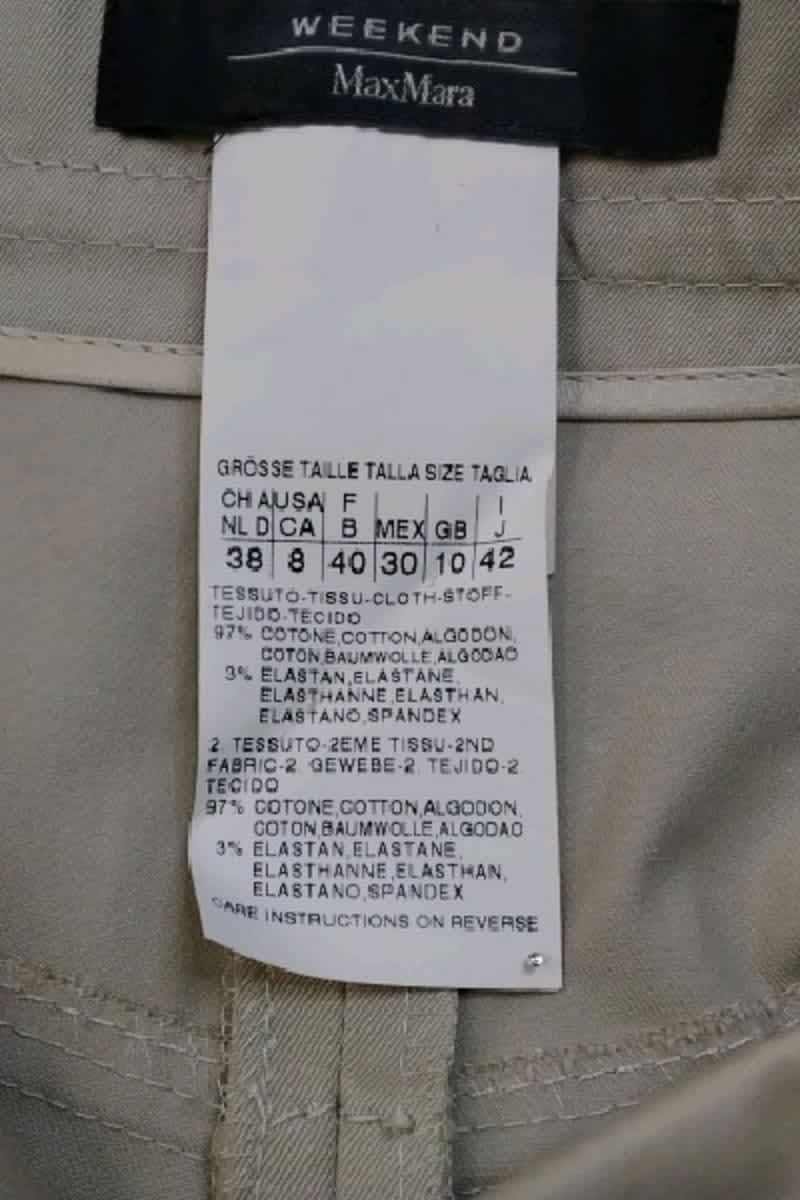 WEEKEND
MaxMara
GRÖSSE TAILLE TALLA SIZE TAGLIA
CH A USA F I
NL D CA B MEX GB J
38 8 40 30 10 42
TESSUTO-TISSU-CLOTH-STOFF-
TEJIDO-TECIDO
97% COTONE,COTTON,ALGODON,
COTON,BAUMWOLLE,ALGODAO
3% ELASTAN,ELASTANE,
ELASTHANNE,ELASTHAN,
ELASTANO,SPANDEX
2. TESSUTO-2EME TISSU-2ND
FABRIC-2. GEWEBE-2. TEJIDO-2.
TECIDO
97% COTONE,COTTON,ALGODON,
COTON,BAUMWOLLE,ALGODAO
3% ELASTAN,ELASTANE,
ELASTHANNE,ELASTHAN,
ELASTANO,SPANDEX
CARE INSTRUCTIONS ON REVERSE